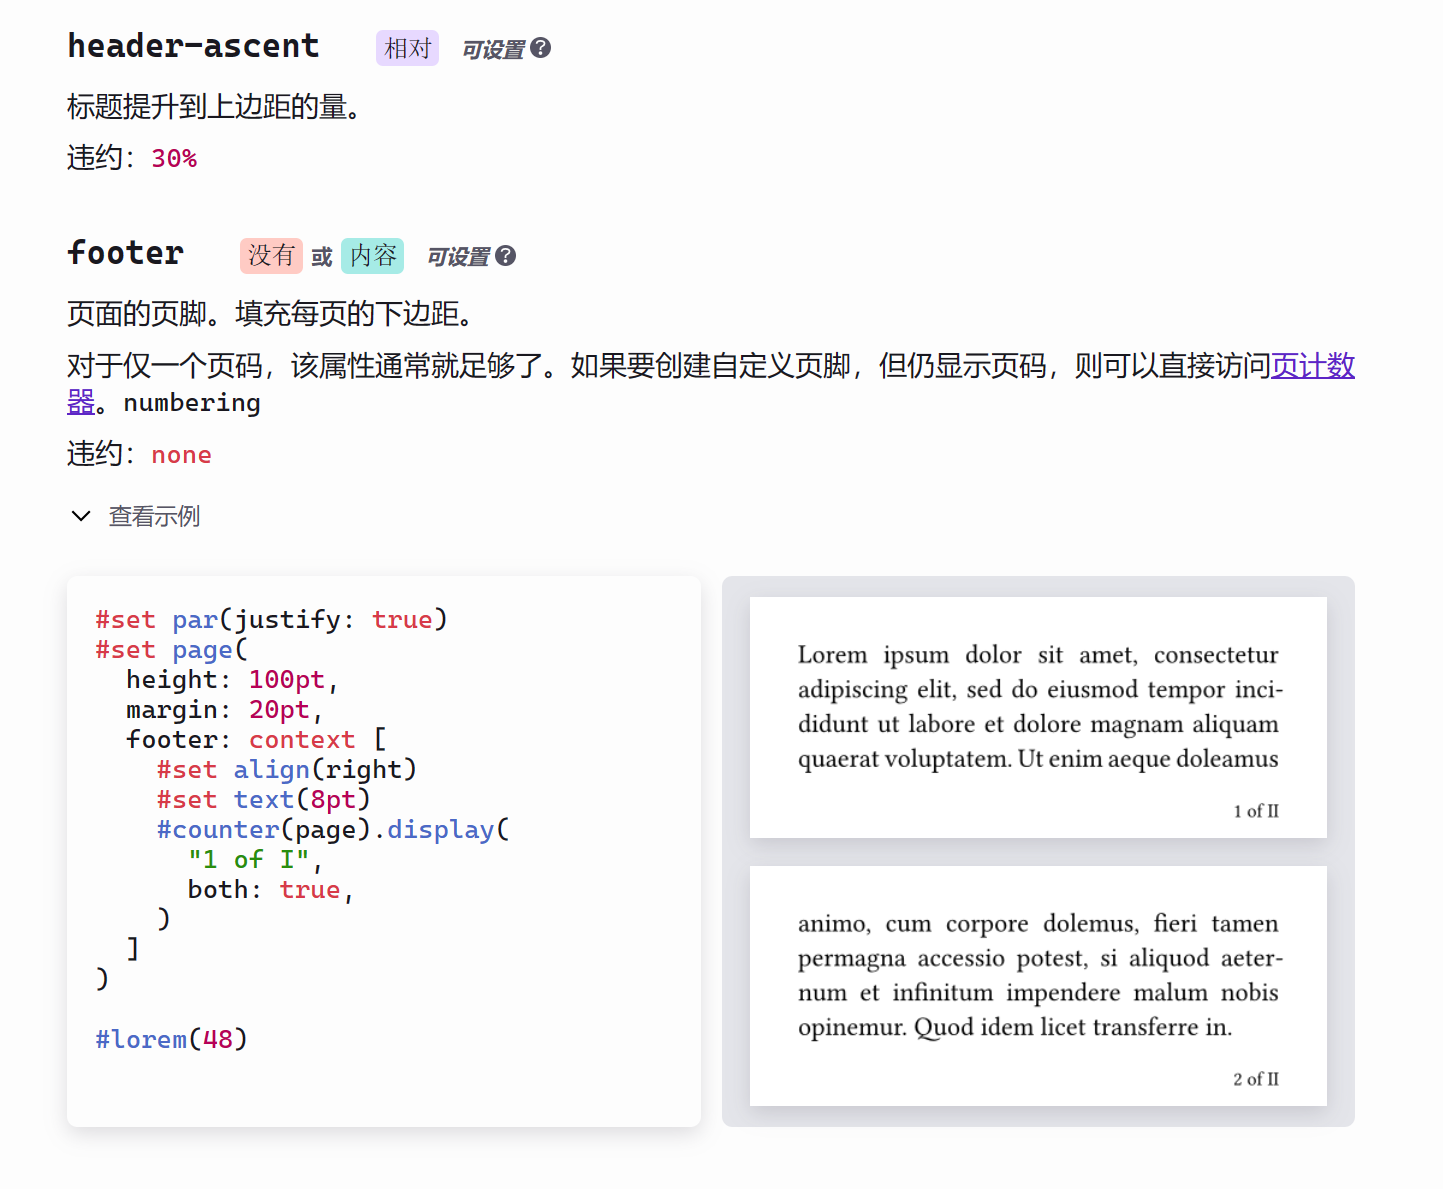 header-ascent 相对 可设置?
标题提升到上边距的量。
违约：30%
footer 没有 或 内容 可设置?
页面的页脚。填充每页的下边距。
对于仅一个页码，该属性通常就足够了。如果要创建自定义页脚，但仍显示页码，则可以直接访问页计数
器。numbering
违约：none
查看示例
#set par(justify: true)
#set page(
  height: 100pt,
  margin: 20pt,
  footer: context [
    #set align(right)
    #set text(8pt)
    #counter(page).display(
      "1 of I",
      both: true,
    )
  ]
)
#lorem(48)
Lorem ipsum dolor sit amet, consectetur
adipiscing elit, sed do eiusmod tempor inci-
didunt ut labore et dolore magnam aliquam
quaerat voluptatem. Ut enim aeque doleamus
1 of II
animo, cum corpore dolemus, fieri tamen
permagna accessio potest, si aliquod aeter-
num et infinitum impendere malum nobis
opinemur. Quod idem licet transferre in.
2 of II